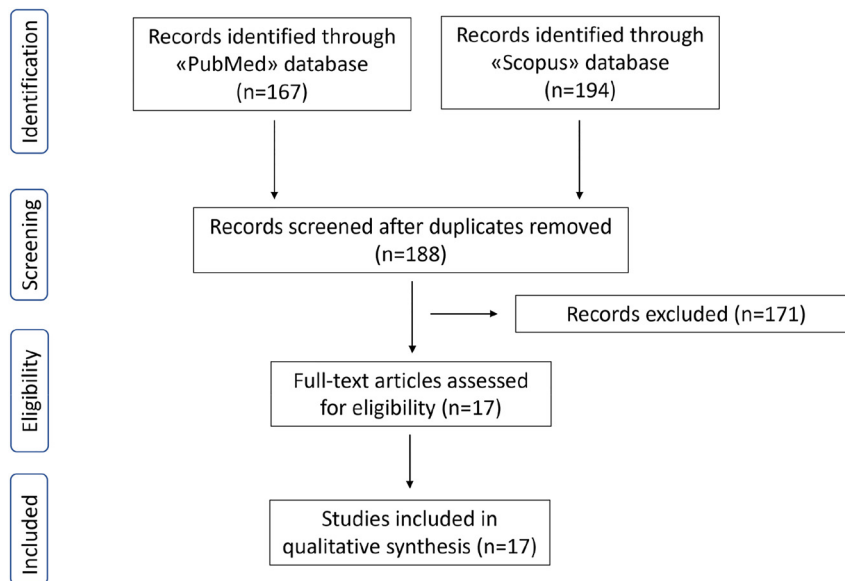 Identification
Records identified through
«PubMed» database
(n=167)
Records identified through
«Scopus» database
(n=194)
Screening
Records screened after duplicates removed
(n=188)
Records excluded (n=171)
Eligibility
Full-text articles assessed
for eligibility (n=17)
Included
Studies included in
qualitative synthesis (n=17)